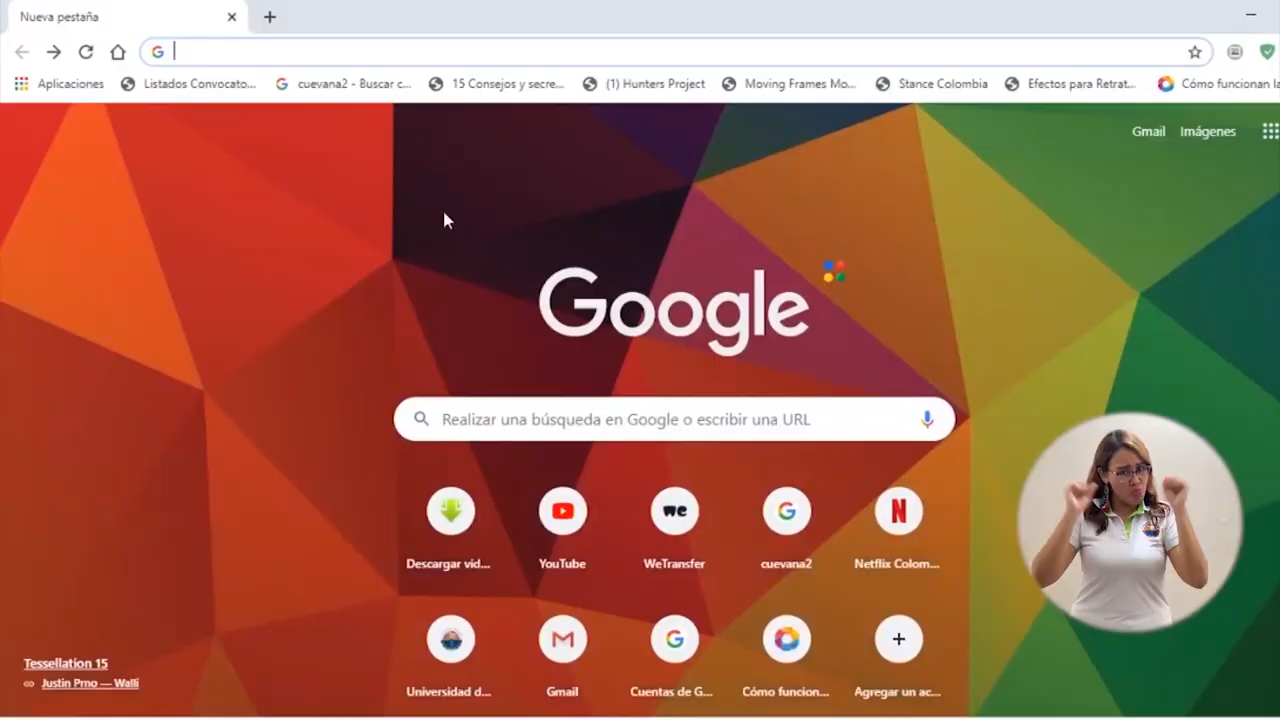 Nueva pestaña
Aplicaciones Listados Convocato... cuevana2 - Buscar c... 15 Consejos y secre... (1) Hunters Project Moving Frames Mo... Stance Colombia Efectos para Retrat... Cómo funcionan la
Gmail Imágenes
Google
Realizar una búsqueda en Google o escribir una URL
Descargar vid... YouTube WeTransfer cuevana2 Netflix Colom...
Universidad d... Gmail Cuentas de G... Cómo funcion... Agregar un ac...
Tessellation 15
Justin Prno — Walli
we